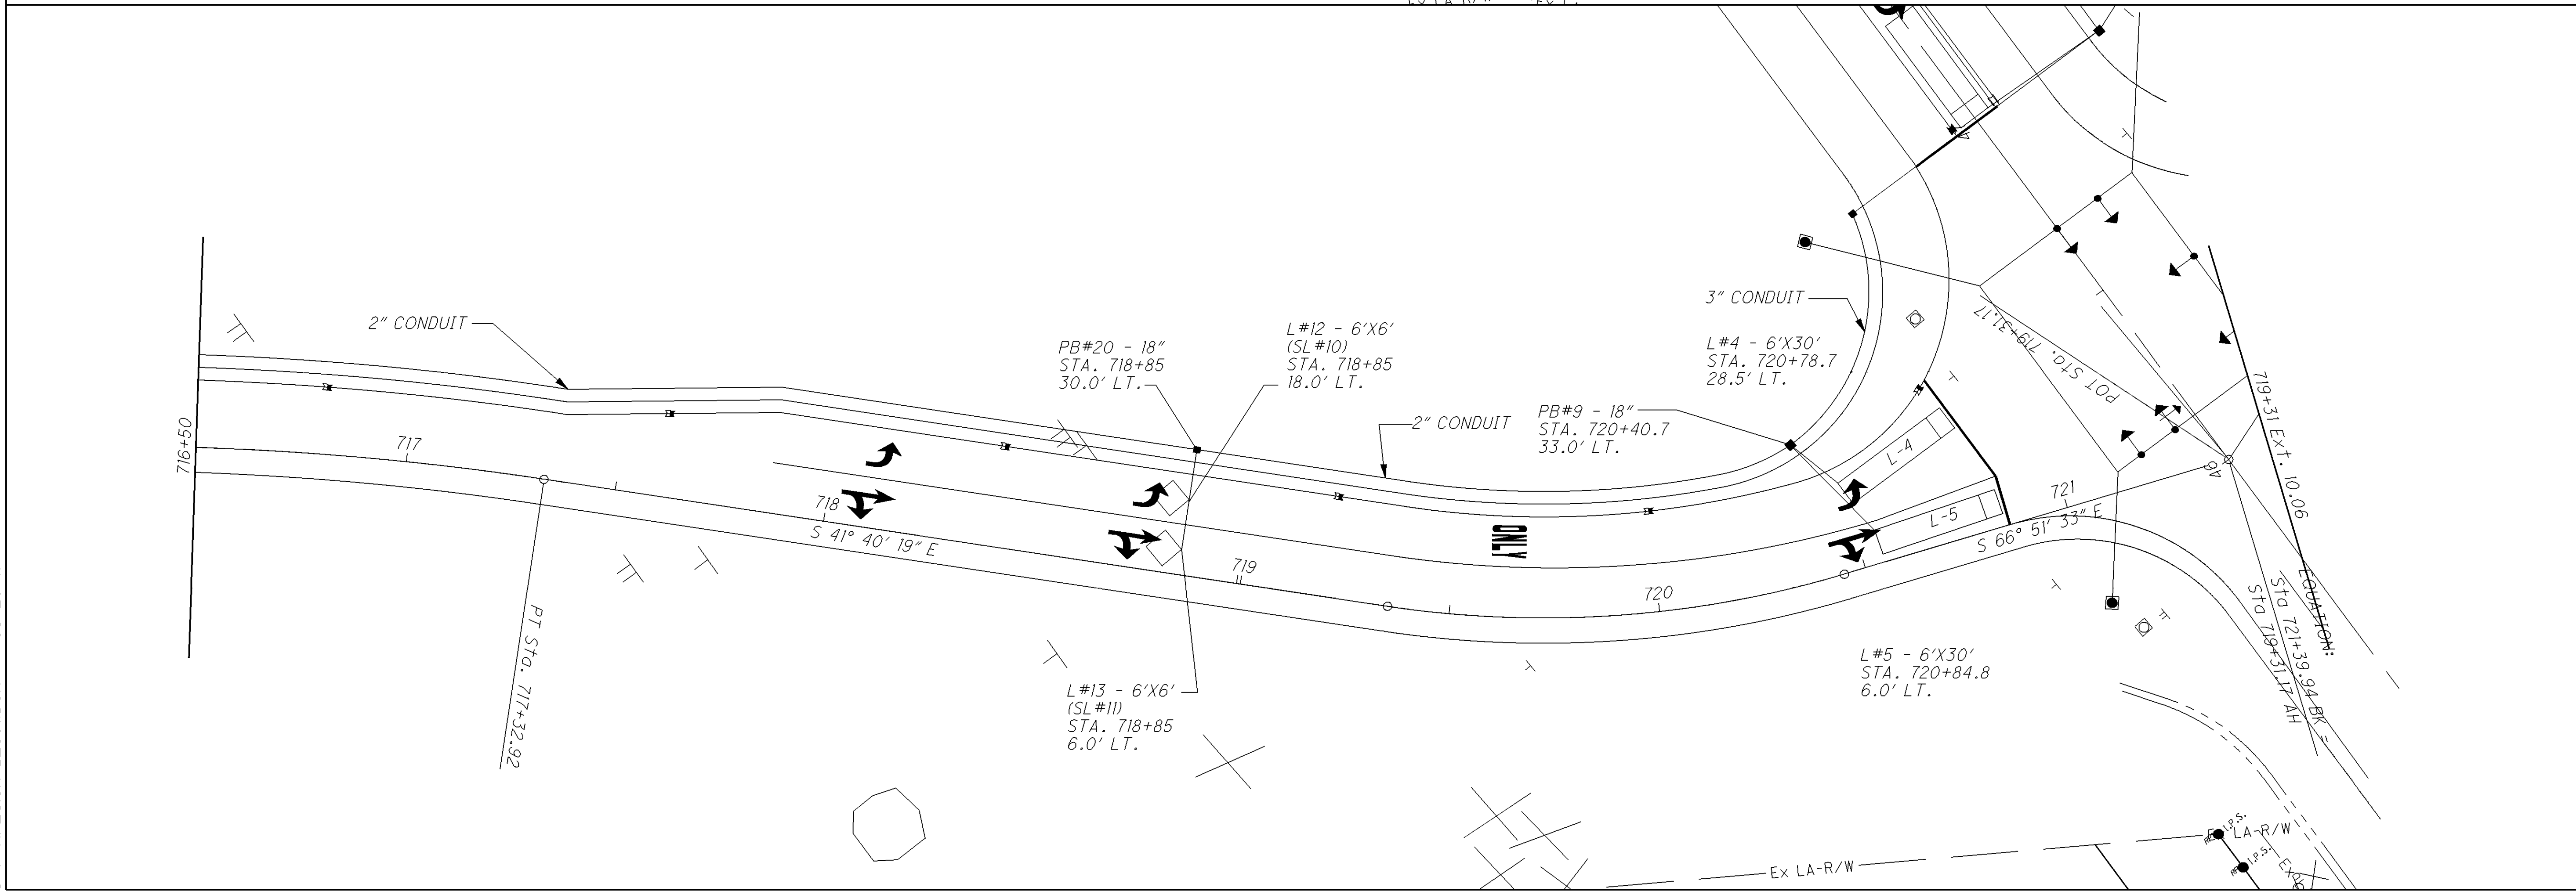 2" CONDUIT
PB#20 - 18"
STA. 718+85
30.0' LT.
L#12 - 6'X6'
(SL#10)
STA. 718+85
18.0' LT.
2" CONDUIT
3" CONDUIT
L#4 - 6'X30'
STA. 720+78.7
28.5' LT.
PB#9 - 18"
STA. 720+40.7
33.0' LT.
POT Sta. 719+31.17
719+31 Ext. 10.06
716+50
717
718
719
720
721
S 41° 40' 19" E
S 66° 51' 33" E
ONLY
L-4
L-5
A6
PT Sta. 717+32.92
L#13 - 6'X6'
(SL#11)
STA. 718+85
6.0' LT.
L#5 - 6'X30'
STA. 720+84.8
6.0' LT.
EQUATION:
Sta 721+39.94 BK =
Sta 719+31.17 AH
Ex LA-R/W
LA-R/W
I.P.S.
I.P.S.